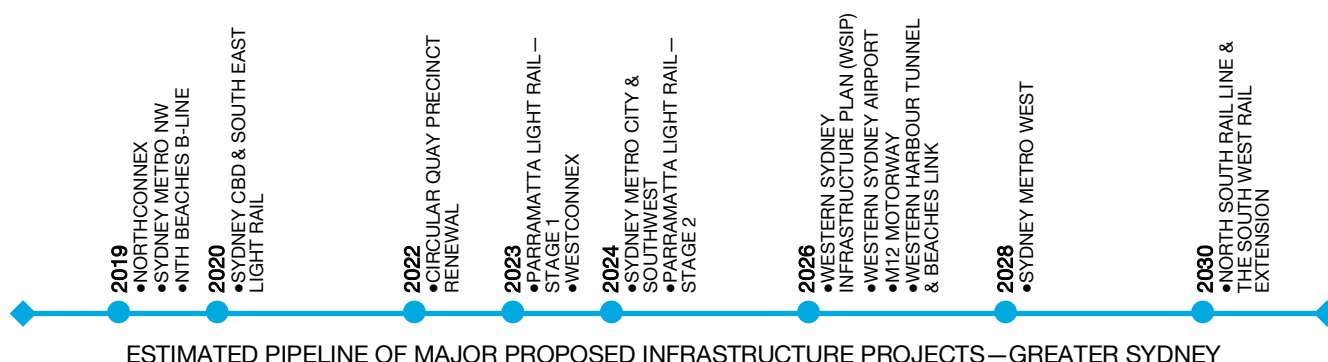 2019
•NORTHCONNEX
•SYDNEY METRO NW
•NTH BEACHES B-LINE
2020
•SYDNEY CBD & SOUTH EAST
LIGHT RAIL
2022
•CIRCULAR QUAY PRECINCT
RENEWAL
2023
•PARRAMATTA LIGHT RAIL—
STAGE 1
•WESTCONNEX
2024
•SYDNEY METRO CITY &
SOUTHWEST
•PARRAMATTA LIGHT RAIL—
STAGE 2
2026
•WESTERN SYDNEY
INFRASTRUCTURE PLAN (WSIP)
•WESTERN SYDNEY AIRPORT
•M12 MOTORWAY
•WESTERN HARBOUR TUNNEL
& BEACHES LINK
2028
•SYDNEY METRO WEST
2030
•NORTH SOUTH RAIL LINE &
THE SOUTH WEST RAIL
EXTENSION
ESTIMATED PIPELINE OF MAJOR PROPOSED INFRASTRUCTURE PROJECTS—GREATER SYDNEY